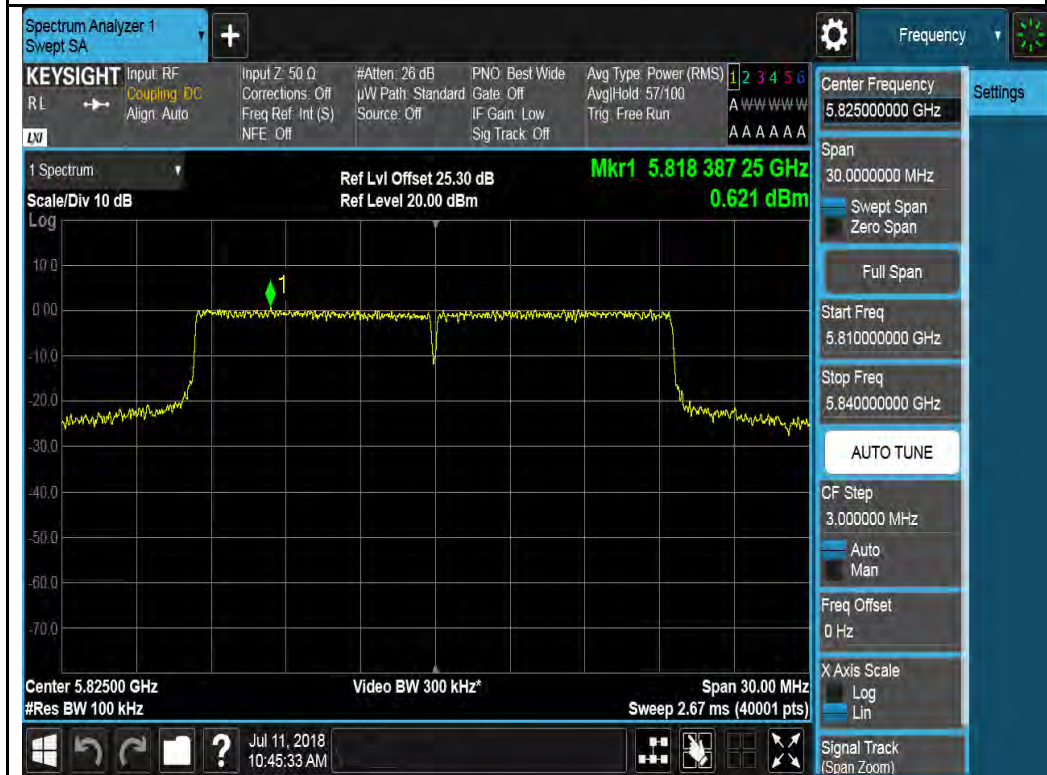 Spectrum Analyzer 1
Swept SA
+
Frequency
KEYSIGHT
RL
LXI
Input: RF
Coupling: DC
Align: Auto
Input Z: 50 Ω
Corrections: Off
Freq Ref: Int (S)
NFE: Off
#Atten: 26 dB
µW Path: Standard
Source: Off
PNO: Best Wide
Gate: Off
IF Gain: Low
Sig Track: Off
Avg Type: Power (RMS)
Avg|Hold: 57/100
Trig: Free Run
1 2 3 4 5 6
A W W W W W
A A A A A A
1 Spectrum
Scale/Div 10 dB
Log
Ref Lvl Offset 25.30 dB
Ref Level 20.00 dBm
Mkr1 5.818 387 25 GHz
0.621 dBm
1
10.0
0.00
-10.0
-20.0
-30.0
-40.0
-50.0
-60.0
-70.0
Center 5.82500 GHz
#Res BW 100 kHz
Video BW 300 kHz*
Span 30.00 MHz
Sweep 2.67 ms (40001 pts)
Center Frequency
5.825000000 GHz
Settings
Span
30.0000000 MHz
Swept Span
Zero Span
Full Span
Start Freq
5.810000000 GHz
Stop Freq
5.840000000 GHz
AUTO TUNE
CF Step
3.000000 MHz
Auto
Man
Freq Offset
0 Hz
X Axis Scale
Log
Lin
Signal Track
(Span Zoom)
?
Jul 11, 2018
10:45:33 AM